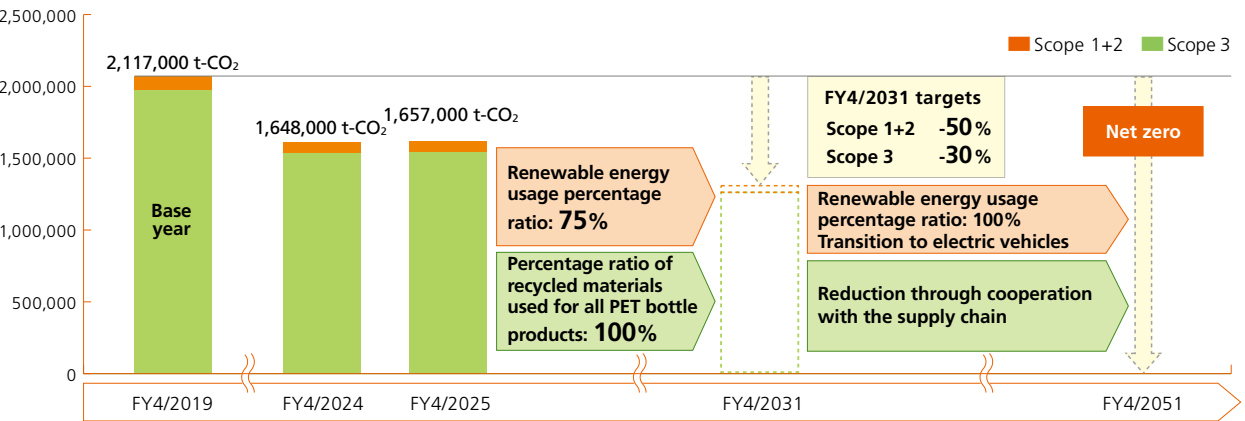 2,500,000
2,000,000
1,500,000
1,000,000
500,000
0
Scope 1+2
Scope 3
2,117,000 t-CO₂
1,648,000 t-CO₂
1,657,000 t-CO₂
Base
year
Renewable energy
usage percentage
ratio: 75%
Percentage ratio of
recycled materials
used for all PET bottle
products: 100%
FY4/2031 targets
Scope 1+2 -50%
Scope 3 -30%
Renewable energy usage
percentage ratio: 100%
Transition to electric vehicles
Reduction through cooperation
with the supply chain
Net zero
FY4/2019
FY4/2024
FY4/2025
FY4/2031
FY4/2051